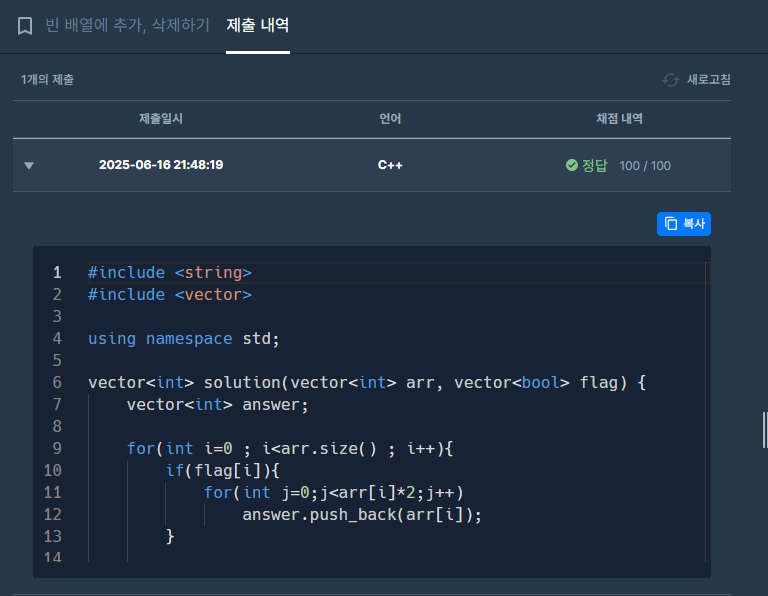 빈 배열에 추가, 삭제하기 제출 내역
1개의 제출 새로고침
제출일시 언어 채점 내역
2025-06-16 21:48:19 C++ 정답 100 / 100
복사
1 #include <string>
2 #include <vector>
3
4 using namespace std;
5
6 vector<int> solution(vector<int> arr, vector<bool> flag) {
7 vector<int> answer;
8
9 for(int i=0 ; i<arr.size() ; i++){
10 if(flag[i]){
11 for(int j=0;j<arr[i]*2;j++)
12 answer.push_back(arr[i]);
13 }
14